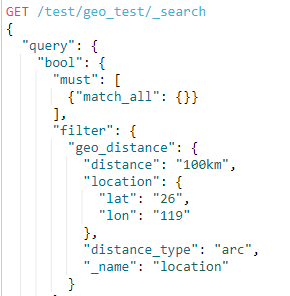 GET /test/geo_test/_search
{
"query": {
"bool": {
"must": [
{"match_all": {}}
],
"filter": {
"geo_distance": {
"distance": "100km",
"location": {
"lat": "26",
"lon": "119"
},
"distance_type": "arc",
"_name": "location"
}